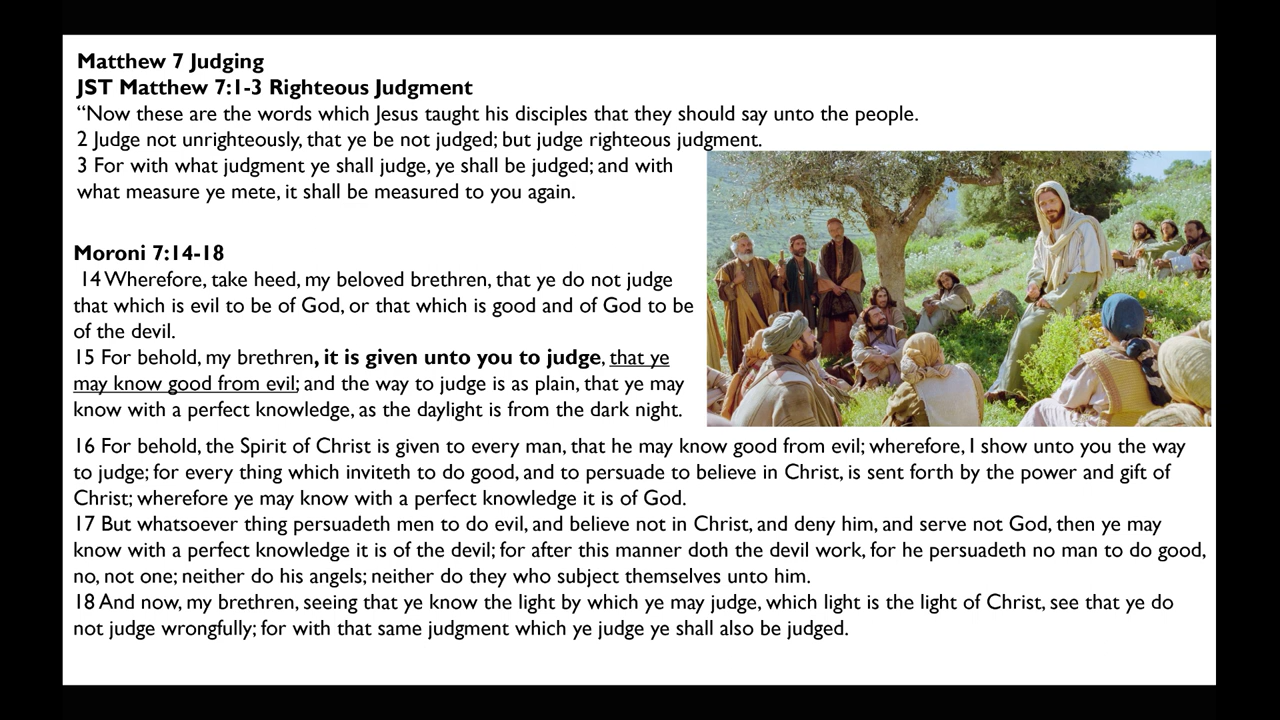 Matthew 7 Judging
JST Matthew 7:1-3 Righteous Judgment
“Now these are the words which Jesus taught his disciples that they should say unto the people.
2 Judge not unrighteously, that ye be not judged; but judge righteous judgment.
3 For with what judgment ye shall judge, ye shall be judged; and with
what measure ye mete, it shall be measured to you again.
Moroni 7:14-18
14 Wherefore, take heed, my beloved brethren, that ye do not judge
that which is evil to be of God, or that which is good and of God to be
of the devil.
15 For behold, my brethren, it is given unto you to judge, that ye
may know good from evil; and the way to judge is as plain, that ye may
know with a perfect knowledge, as the daylight is from the dark night.
16 For behold, the Spirit of Christ is given to every man, that he may know good from evil; wherefore, I show unto you the way
to judge; for every thing which inviteth to do good, and to persuade to believe in Christ, is sent forth by the power and gift of
Christ; wherefore ye may know with a perfect knowledge it is of God.
17 But whatsoever thing persuadeth men to do evil, and believe not in Christ, and deny him, and serve not God, then ye may
know with a perfect knowledge it is of the devil; for after this manner doth the devil work, for he persuadeth no man to do good,
no, not one; neither do his angels; neither do they who subject themselves unto him.
18 And now, my brethren, seeing that ye know the light by which ye may judge, which light is the light of Christ, see that ye do
not judge wrongfully; for with that same judgment which ye judge ye shall also be judged.